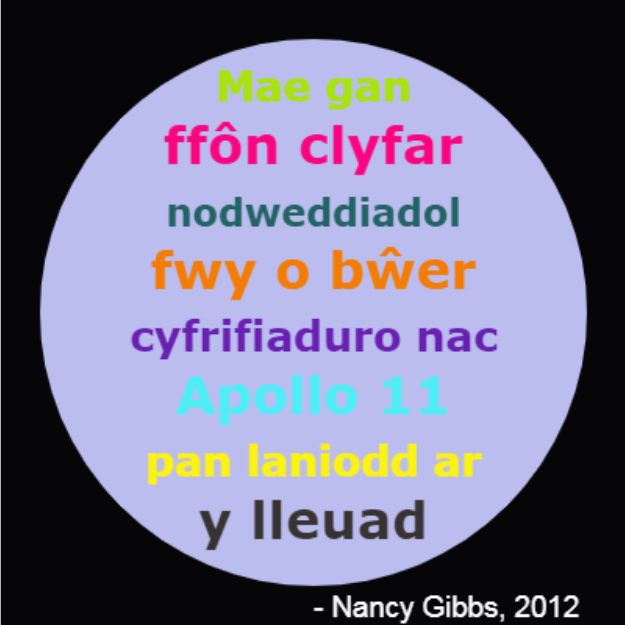 Mae gan
ffôn clyfar
nodweddiadol
fwy o bŵer
cyfrifiaduro nac
Apollo 11
pan laniodd ar
y lleuad
- Nancy Gibbs, 2012